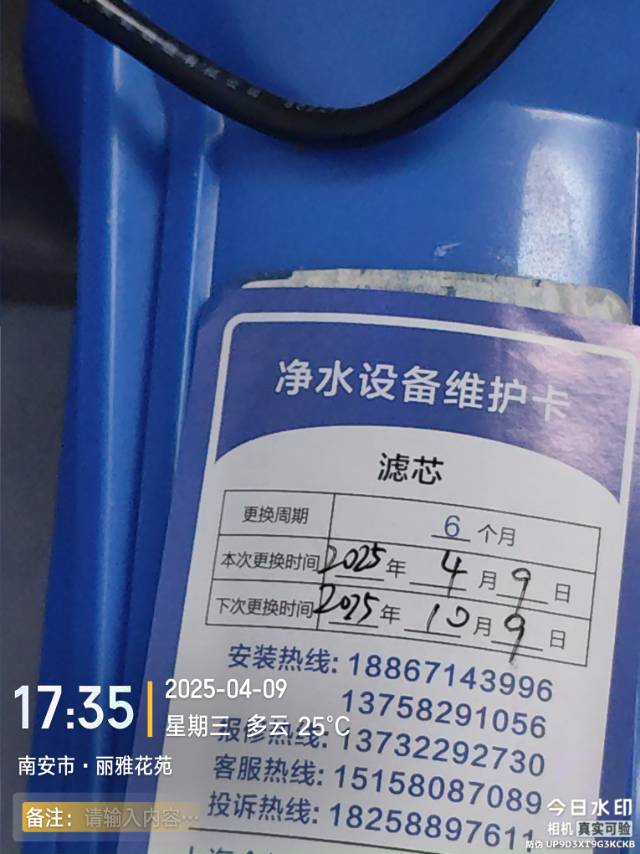 净水设备维护卡
滤芯
更换周期 6 个月
本次更换时间 2025 年 4 月 9 日
下次更换时间 2025 年 10 月 9 日
安装热线: 18867143996
13758291056
报修热线: 13732292730
客服热线: 15158087089
投诉热线: 18258897611
17:35
2025-04-09
星期三 多云 25°C
南安市·丽雅花苑
备注: 请输入内容...
今日水印
相机 真实可验
防伪 UP9D3XT9G3KCKB